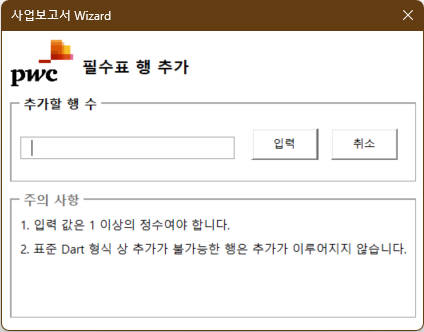 사업보고서 Wizard
pwc 필수표 행 추가
추가할 행 수
입력 취소
주의 사항
1. 입력 값은 1 이상의 정수여야 합니다.
2. 표준 Dart 형식 상 추가가 불가능한 행은 추가가 이루어지지 않습니다.